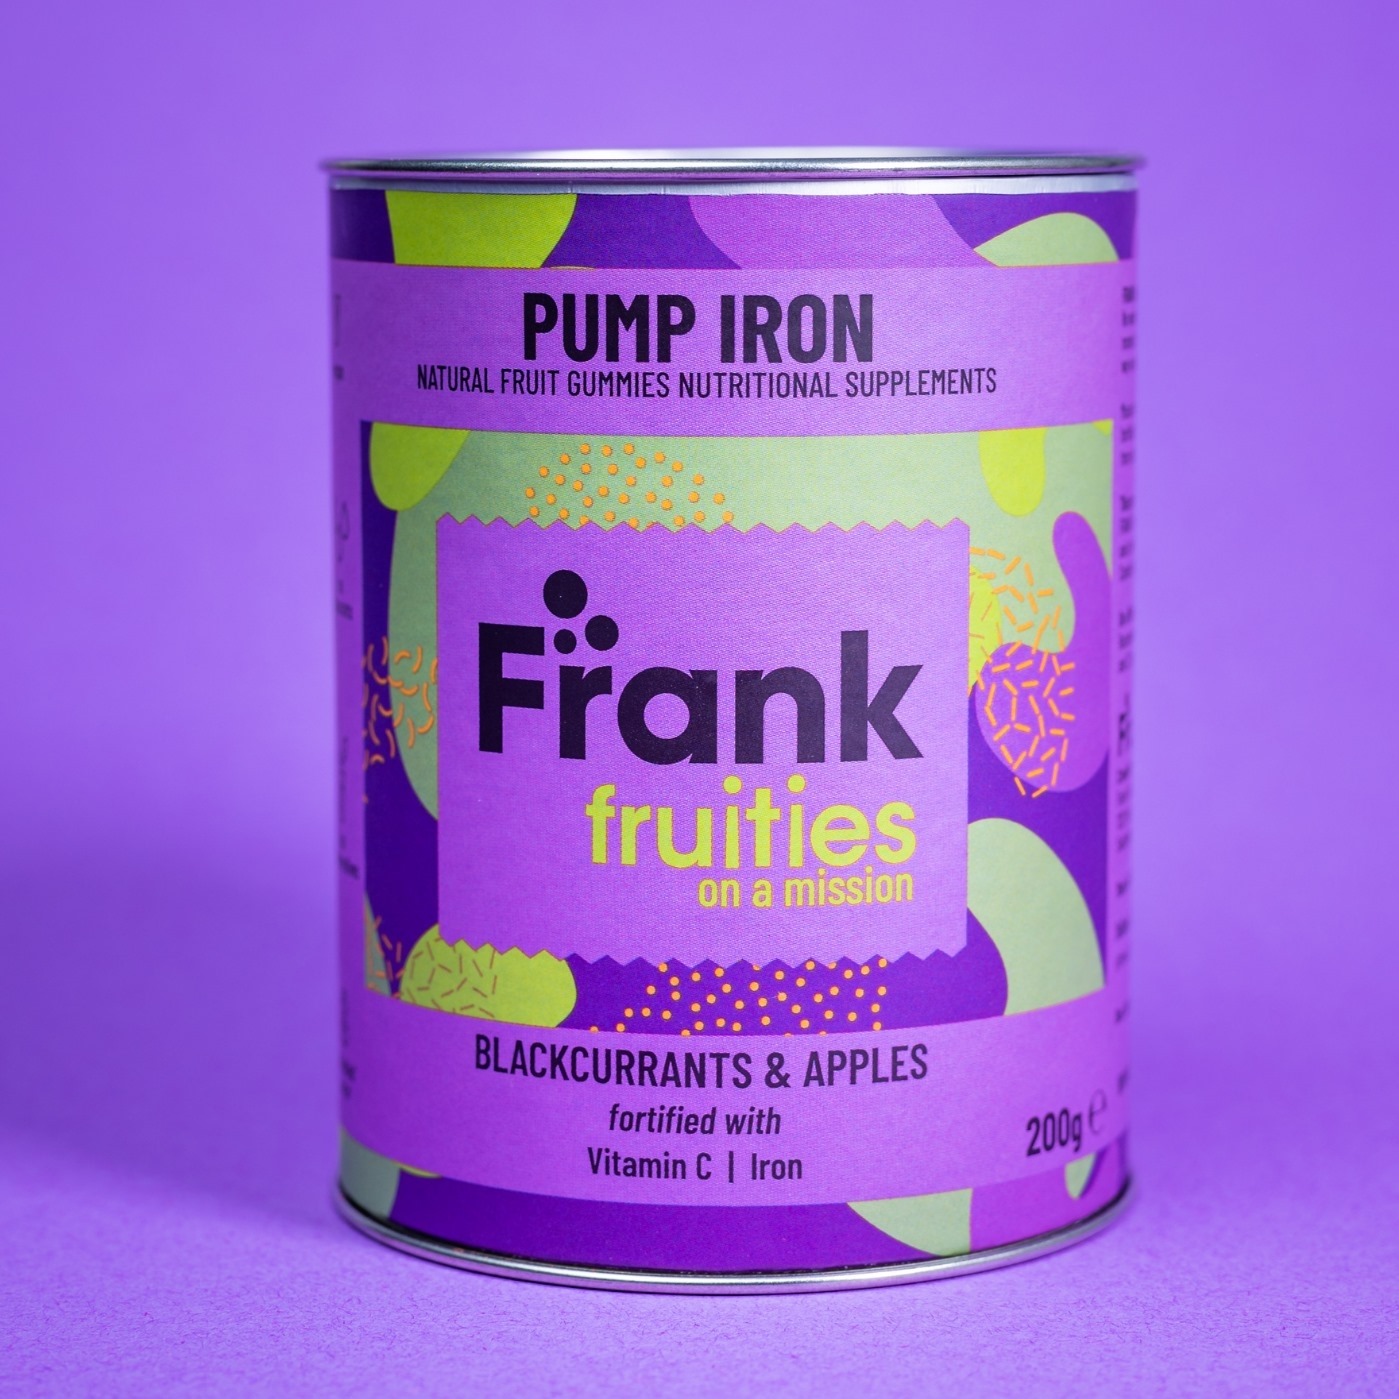 PUMP IRON
NATURAL FRUIT GUMMIES NUTRITIONAL SUPPLEMENTS
Frank
fruities
on a mission
BLACKCURRANTS & APPLES
fortified with
Vitamin C | Iron
200g ℮